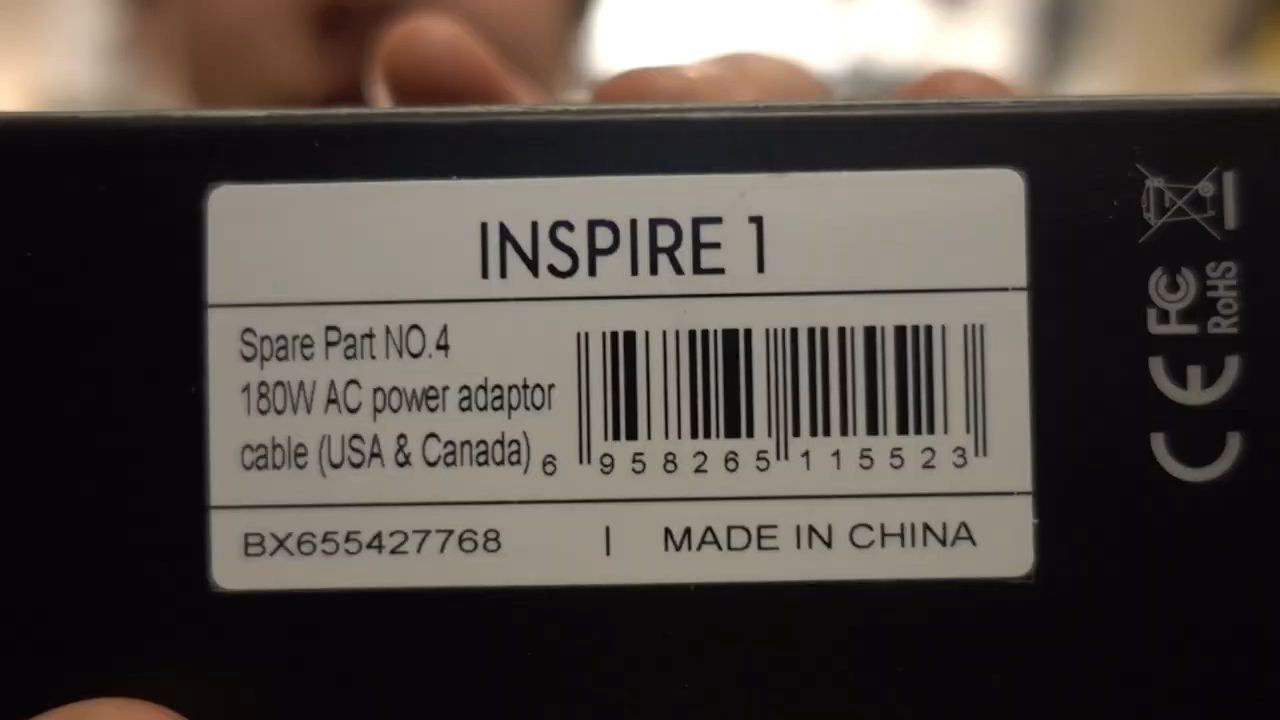 INSPIRE 1
Spare Part NO.4
180W AC power adaptor
cable (USA & Canada)
6 958265 115523
BX655427768 | MADE IN CHINA
FC RoHS
CE